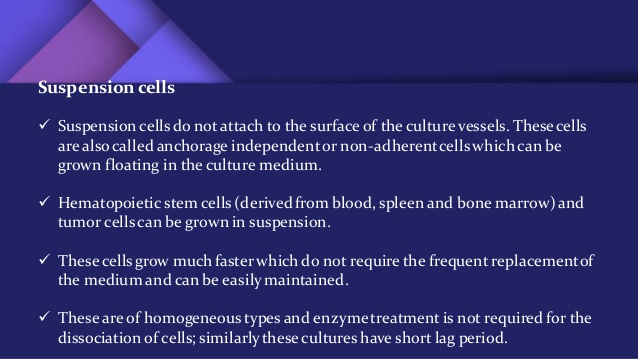 Suspension cells
✓ Suspension cells do not attach to the surface of the culture vessels. These cells
are also called anchorage independent or non-adherent cells which can be
grown floating in the culture medium.
✓ Hematopoietic stem cells (derived from blood, spleen and bone marrow) and
tumor cells can be grown in suspension.
✓ These cells grow much faster which do not require the frequent replacement of
the medium and can be easily maintained.
✓ These are of homogeneous types and enzyme treatment is not required for the
dissociation of cells; similarly these cultures have short lag period.